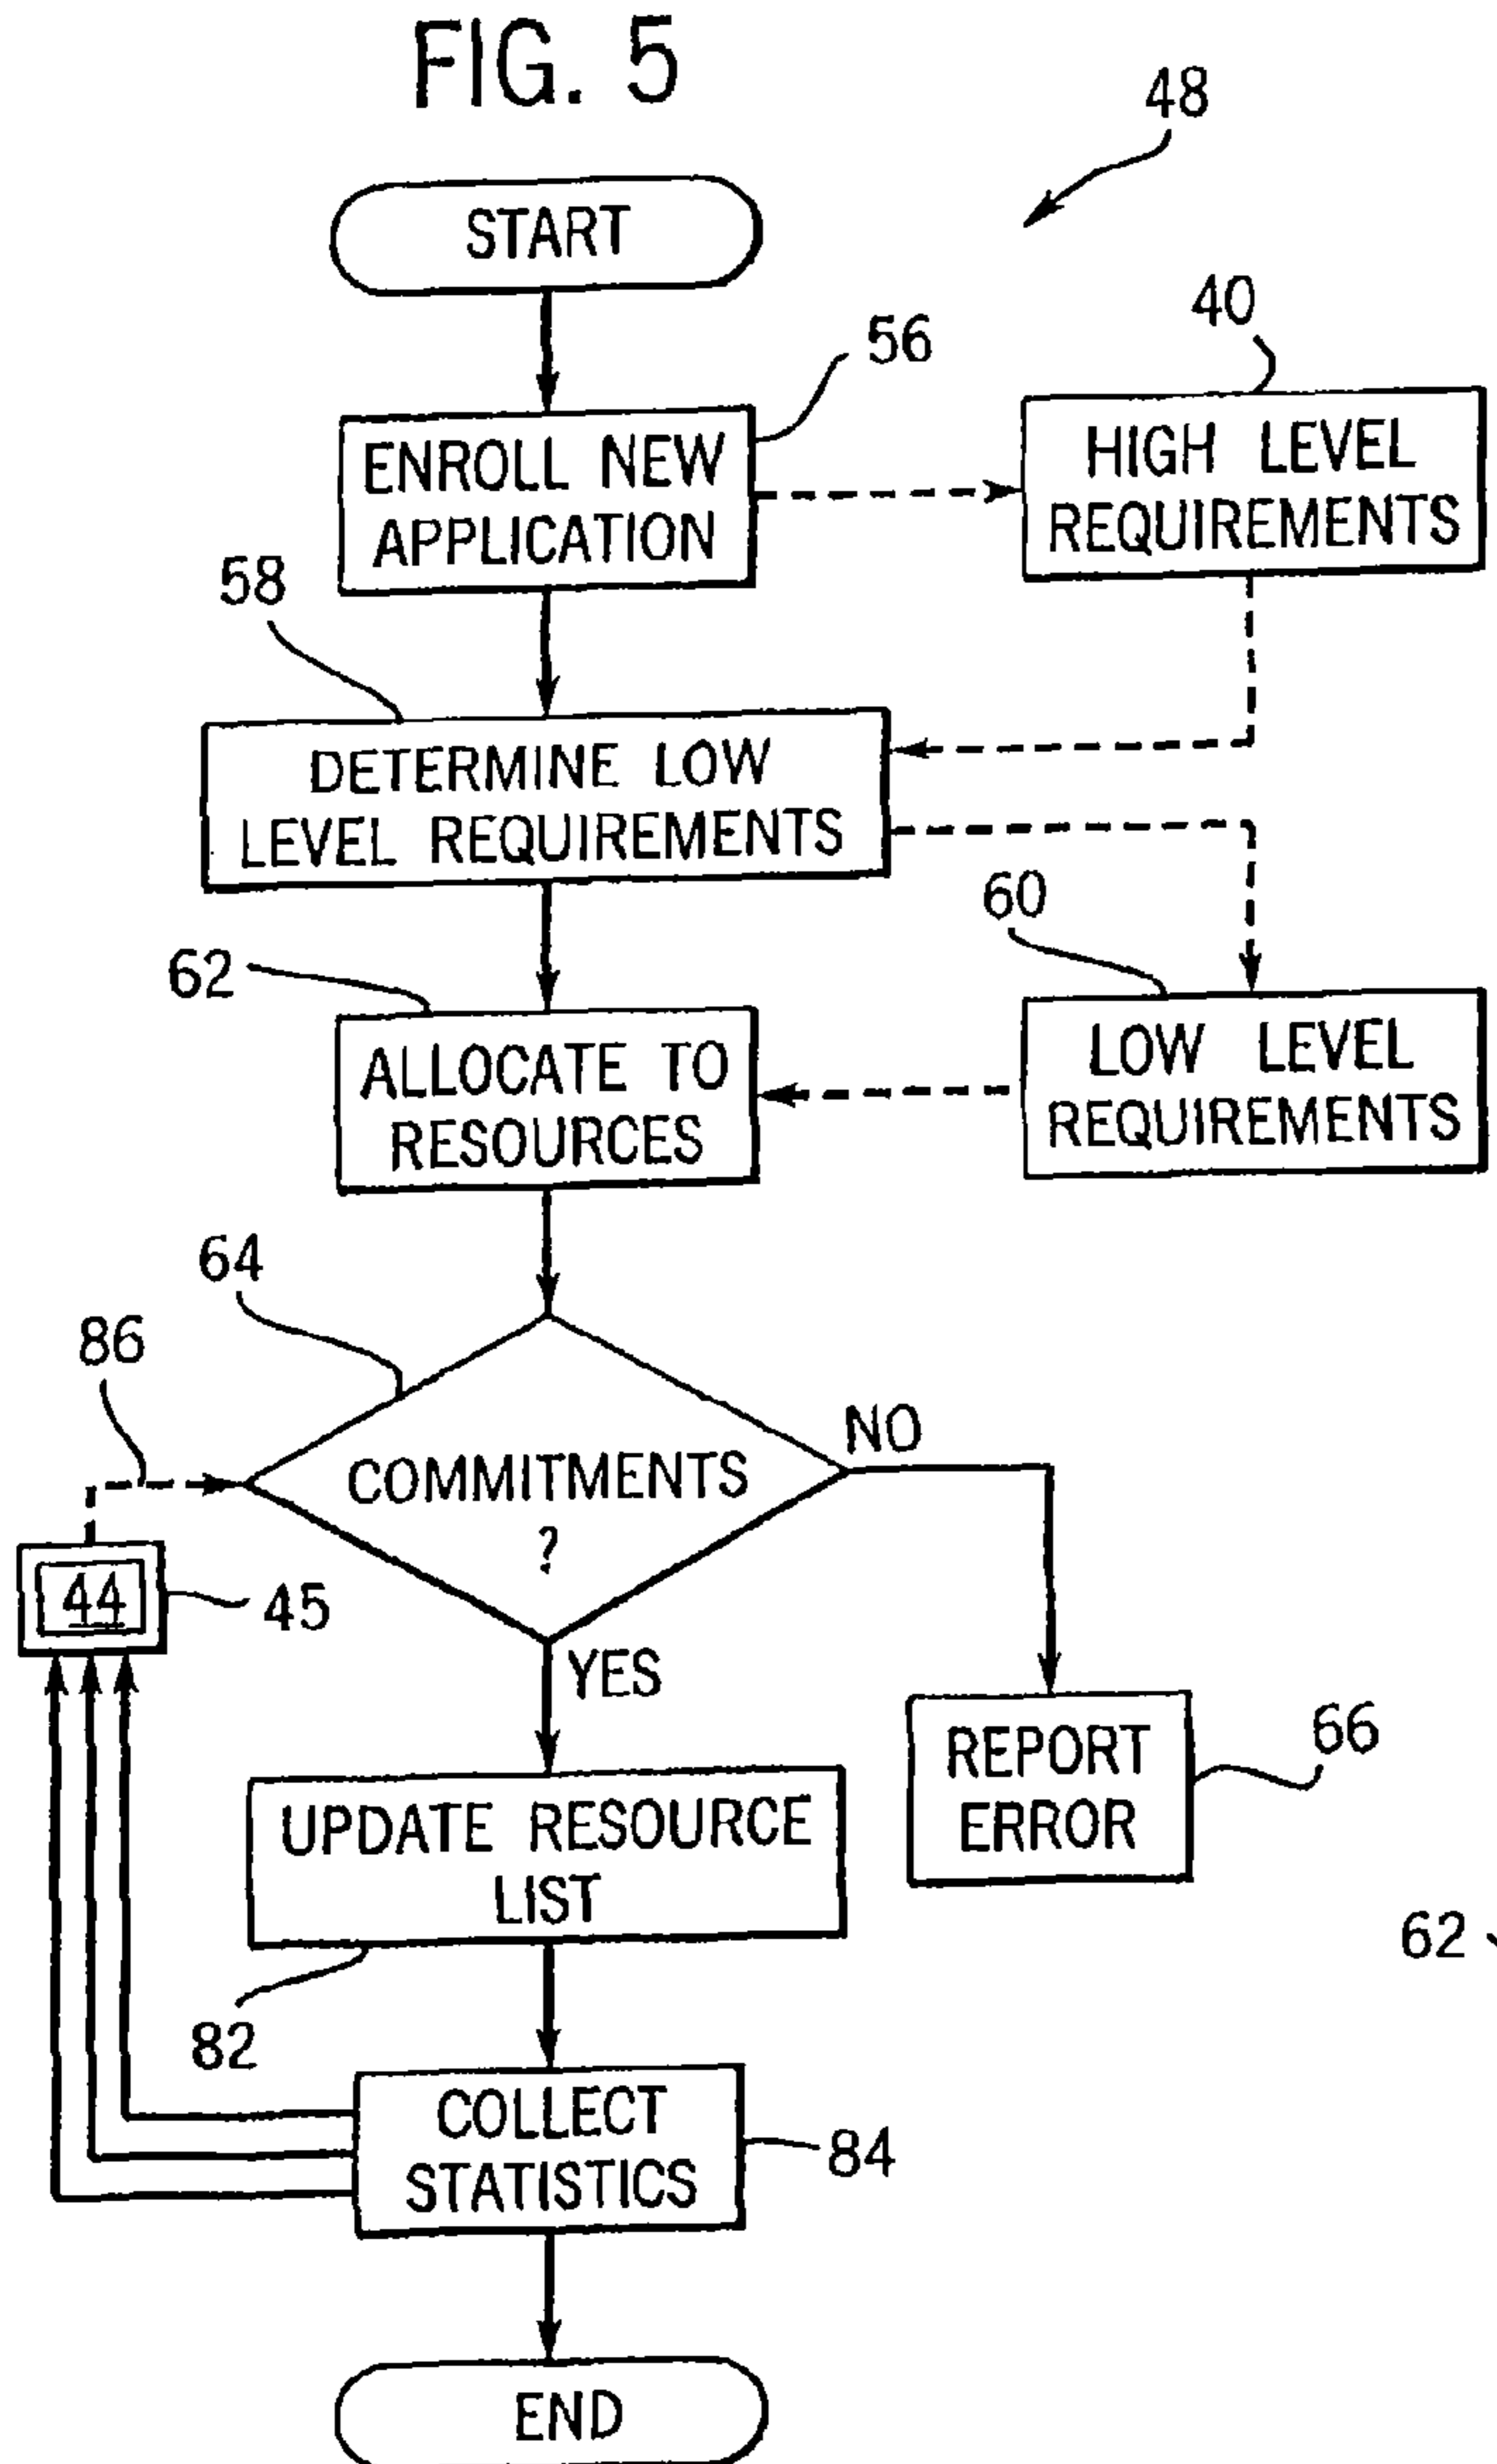 FIG. 5
48
START
56
40
ENROLL NEW
APPLICATION
HIGH LEVEL
REQUIREMENTS
58
DETERMINE LOW
LEVEL REQUIREMENTS
60
62
ALLOCATE TO
RESOURCES
LOW LEVEL
REQUIREMENTS
64
86
NO
COMMITMENTS
?
44
45
YES
REPORT
ERROR
66
UPDATE RESOURCE
LIST
62
82
COLLECT
STATISTICS
84
END